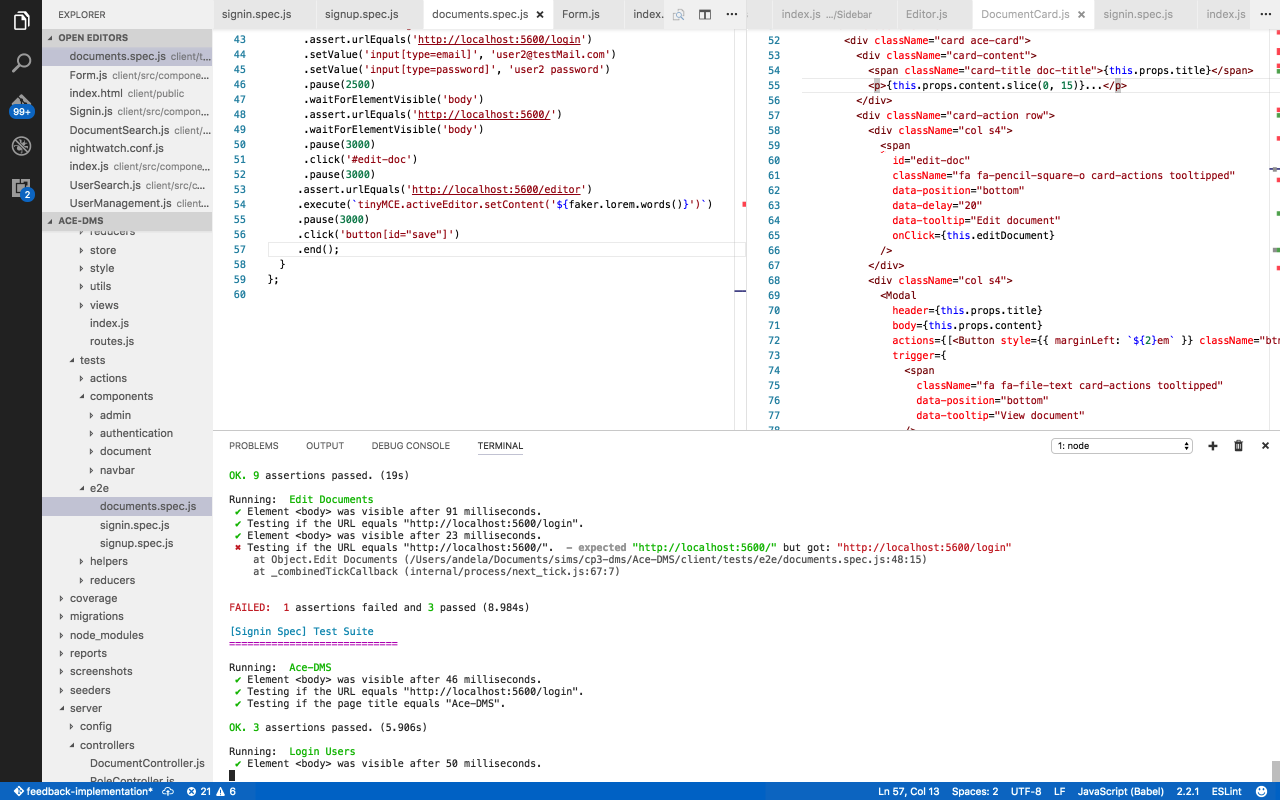 EXPLORER
OPEN EDITORS
documents.spec.js client/t...
Form.js client/src/compone...
index.html client/public
Signin.js client/src/compon...
DocumentSearch.js client/...
nightwatch.conf.js
index.js client/src/compone...
UserSearch.js client/src/c...
UserManagement.js client...
ACE-DMS
reducers
store
style
utils
views
index.js
routes.js
tests
actions
components
admin
authentication
document
navbar
e2e
documents.spec.js
signin.spec.js
signup.spec.js
helpers
reducers
coverage
migrations
node_modules
reports
screenshots
seeders
server
config
controllers
DocumentController.js
RoleController.js
99+
2
signin.spec.js signup.spec.js documents.spec.js × Form.js index.
43 .assert.urlEquals('http://localhost:5600/login')
44 .setValue('input[type=email]', 'user2@testMail.com')
45 .setValue('input[type=password]', 'user2 password')
46 .pause(2500)
47 .waitForElementVisible('body')
48 .assert.urlEquals('http://localhost:5600/')
49 .waitForElementVisible('body')
50 .pause(3000)
51 .click('#edit-doc')
52 .pause(3000)
53 .assert.urlEquals('http://localhost:5600/editor')
54 .execute(`tinyMCE.activeEditor.setContent('${faker.lorem.words()}')`)
55 .pause(3000)
56 .click('button[id="save"]')
57 .end();
58 }
59 };
60
index.js .../Sidebar Editor.js DocumentCard.js × signin.spec.js index.js
52 <div className="card ace-card">
53 <div className="card-content">
54 <span className="card-title doc-title">{this.props.title}</span>
55 <p>{this.props.content.slice(0, 15)}...</p>
56 </div>
57 <div className="card-action row">
58 <div className="col s4">
59 <span
60 id="edit-doc"
61 className="fa fa-pencil-square-o card-actions tooltipped"
62 data-position="bottom"
63 data-delay="20"
64 data-tooltip="Edit document"
65 onClick={this.editDocument}
66 />
67 </div>
68 <div className="col s4">
69 <Modal
70 header={this.props.title}
71 body={this.props.content}
72 actions={[<Button style={{ marginLeft: `${2}em` }} className="btn
73 trigger={
74 <span
75 className="fa fa-file-text card-actions tooltipped"
76 data-position="bottom"
77 data-tooltip="View document"
78 />
PROBLEMS OUTPUT DEBUG CONSOLE TERMINAL 1: node
OK. 9 assertions passed. (19s)
Running: Edit Documents
✔ Element <body> was visible after 91 milliseconds.
✔ Testing if the URL equals "http://localhost:5600/login".
✔ Element <body> was visible after 23 milliseconds.
✖ Testing if the URL equals "http://localhost:5600/". - expected "http://localhost:5600/" but got: "http://localhost:5600/login"
at Object.Edit Documents (/Users/andela/Documents/sims/cp3-dms/Ace-DMS/client/tests/e2e/documents.spec.js:48:15)
at _combinedTickCallback (internal/process/next_tick.js:67:7)
FAILED: 1 assertions failed and 3 passed (8.984s)
[Signin Spec] Test Suite
============================
Running: Ace-DMS
✔ Element <body> was visible after 46 milliseconds.
✔ Testing if the URL equals "http://localhost:5600/login".
✔ Testing if the page title equals "Ace-DMS".
OK. 3 assertions passed. (5.906s)
Running: Login Users
✔ Element <body> was visible after 50 milliseconds.
feedback-implementation* 21 6 Ln 57, Col 13 Spaces: 2 UTF-8 LF JavaScript (Babel) 2.2.1 ESLint